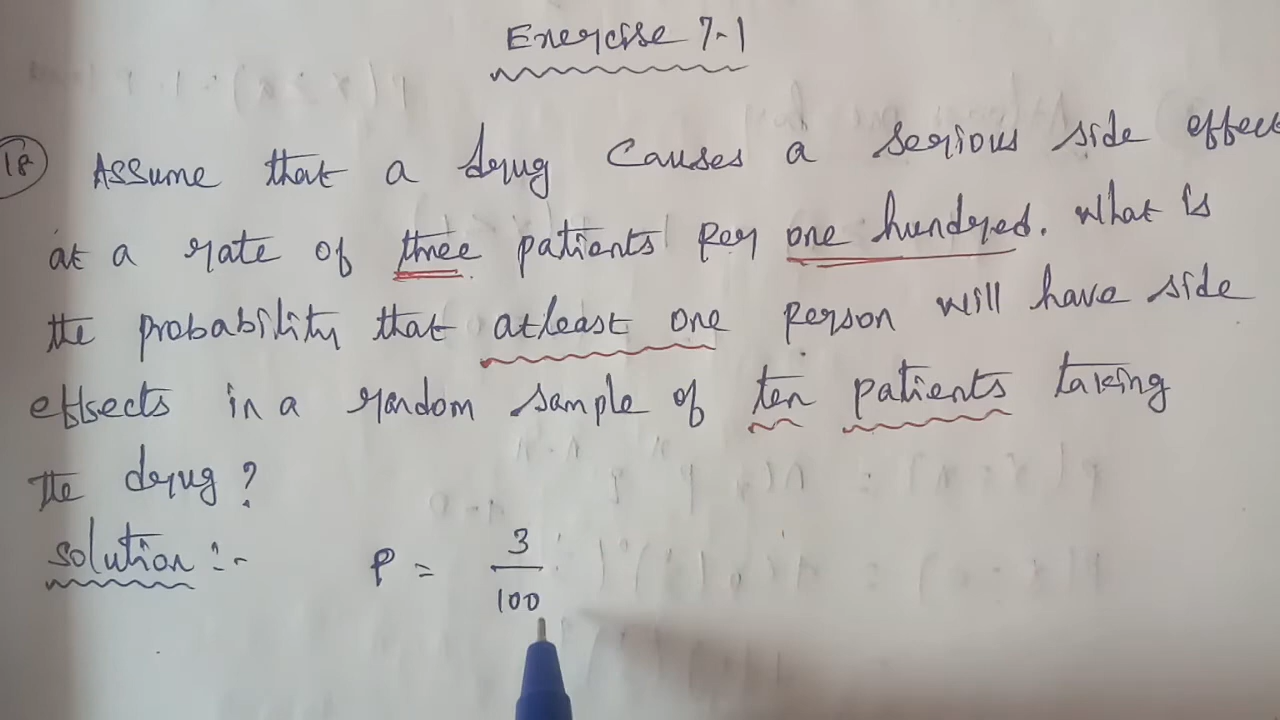 Exercise 7.1
18 Assume that a drug causes a serious side effect
at a rate of three patients per one hundred. What is
the probability that atleast one person will have side
effects in a random sample of ten patients taking
the drug?
Solution :- P = 3
100